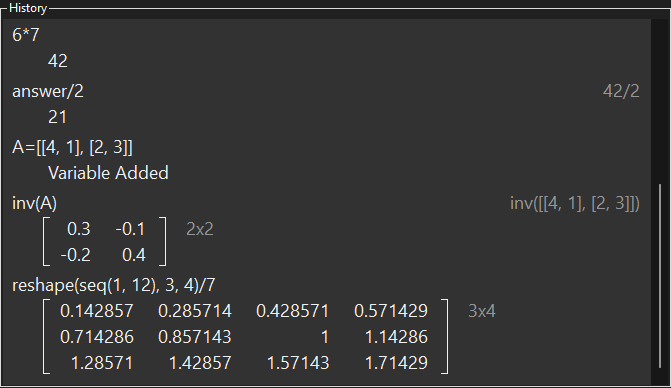 History
6*7
42
answer/2 42/2
21
A=[[4, 1], [2, 3]]
Variable Added
inv(A) inv([[4, 1], [2, 3]])
0.3 -0.1 2x2
-0.2 0.4
reshape(seq(1, 12), 3, 4)/7
0.142857 0.285714 0.428571 0.571429 3x4
0.714286 0.857143 1 1.14286
1.28571 1.42857 1.57143 1.71429